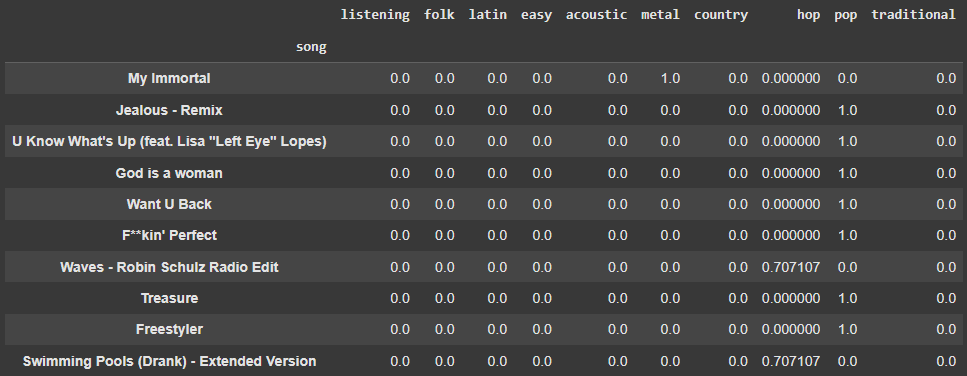 listening folk latin easy acoustic metal country hop pop traditional
song
My Immortal 0.0 0.0 0.0 0.0 0.0 1.0 0.0 0.000000 0.0 0.0
Jealous - Remix 0.0 0.0 0.0 0.0 0.0 0.0 0.0 0.000000 1.0 0.0
U Know What's Up (feat. Lisa "Left Eye" Lopes) 0.0 0.0 0.0 0.0 0.0 0.0 0.0 0.000000 1.0 0.0
God is a woman 0.0 0.0 0.0 0.0 0.0 0.0 0.0 0.000000 1.0 0.0
Want U Back 0.0 0.0 0.0 0.0 0.0 0.0 0.0 0.000000 1.0 0.0
F**kin' Perfect 0.0 0.0 0.0 0.0 0.0 0.0 0.0 0.000000 1.0 0.0
Waves - Robin Schulz Radio Edit 0.0 0.0 0.0 0.0 0.0 0.0 0.0 0.707107 0.0 0.0
Treasure 0.0 0.0 0.0 0.0 0.0 0.0 0.0 0.000000 1.0 0.0
Freestyler 0.0 0.0 0.0 0.0 0.0 0.0 0.0 0.000000 1.0 0.0
Swimming Pools (Drank) - Extended Version 0.0 0.0 0.0 0.0 0.0 0.0 0.0 0.707107 0.0 0.0